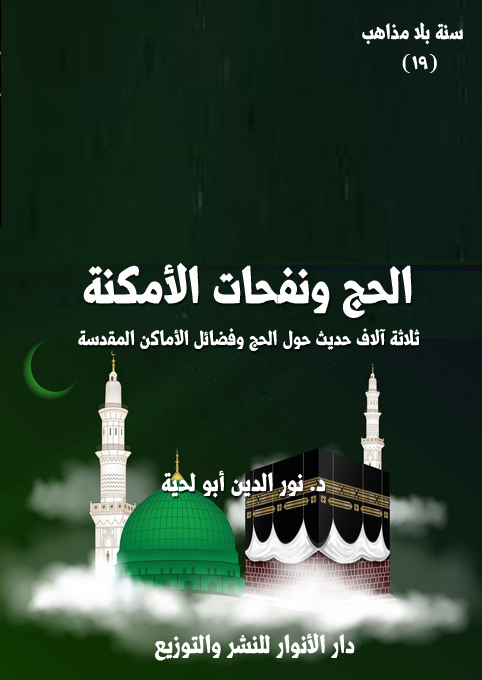 سنة بلا مذاهب
(١٩)
الحج ونفحات الأمكنة
ثلاثة آلاف حديث حول الحج وفضائل الأماكن المقدسة
د. نور الدين أبو لحية
دار الأنوار للنشر والتوزيع